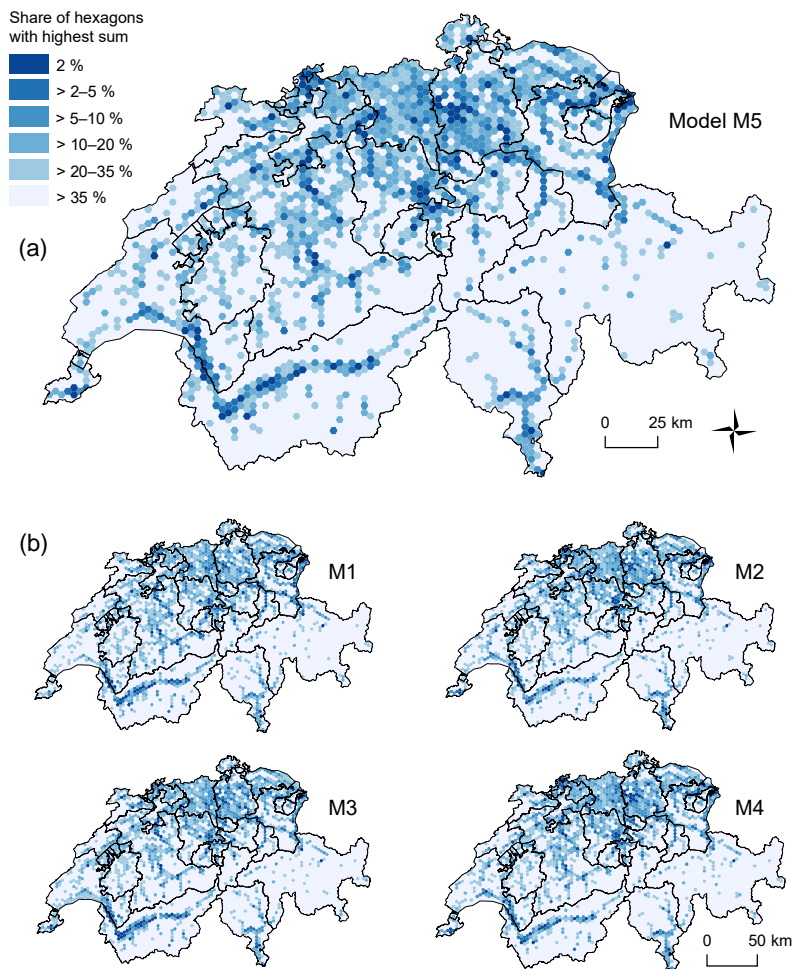 Share of hexagons
with highest sum
2 %
> 2–5 %
> 5–10 %
> 10–20 %
> 20–35 %
> 35 %
Model M5
(a)
0 25 km
(b)
M1
M2
M3
M4
0 50 km